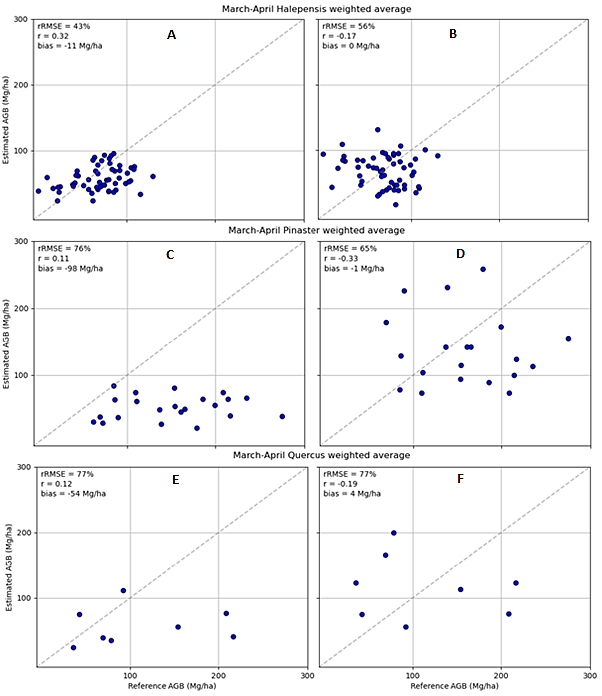 March-April Halepensis weighted average
rRMSE = 43%
r = 0.32
bias = -11 Mg/ha
A
rRMSE = 56%
r = -0.17
bias = 0 Mg/ha
B
300
200
100
Estimated AGB (Mg/ha)
March-April Pinaster weighted average
rRMSE = 76%
r = 0.11
bias = -98 Mg/ha
C
rRMSE = 65%
r = -0.33
bias = -1 Mg/ha
D
300
200
100
Estimated AGB (Mg/ha)
March-April Quercus weighted average
rRMSE = 77%
r = 0.12
bias = -54 Mg/ha
E
rRMSE = 77%
r = -0.19
bias = 4 Mg/ha
F
300
200
100
Estimated AGB (Mg/ha)
100 200 300 100 200 300
Reference AGB (Mg/ha) Reference AGB (Mg/ha)